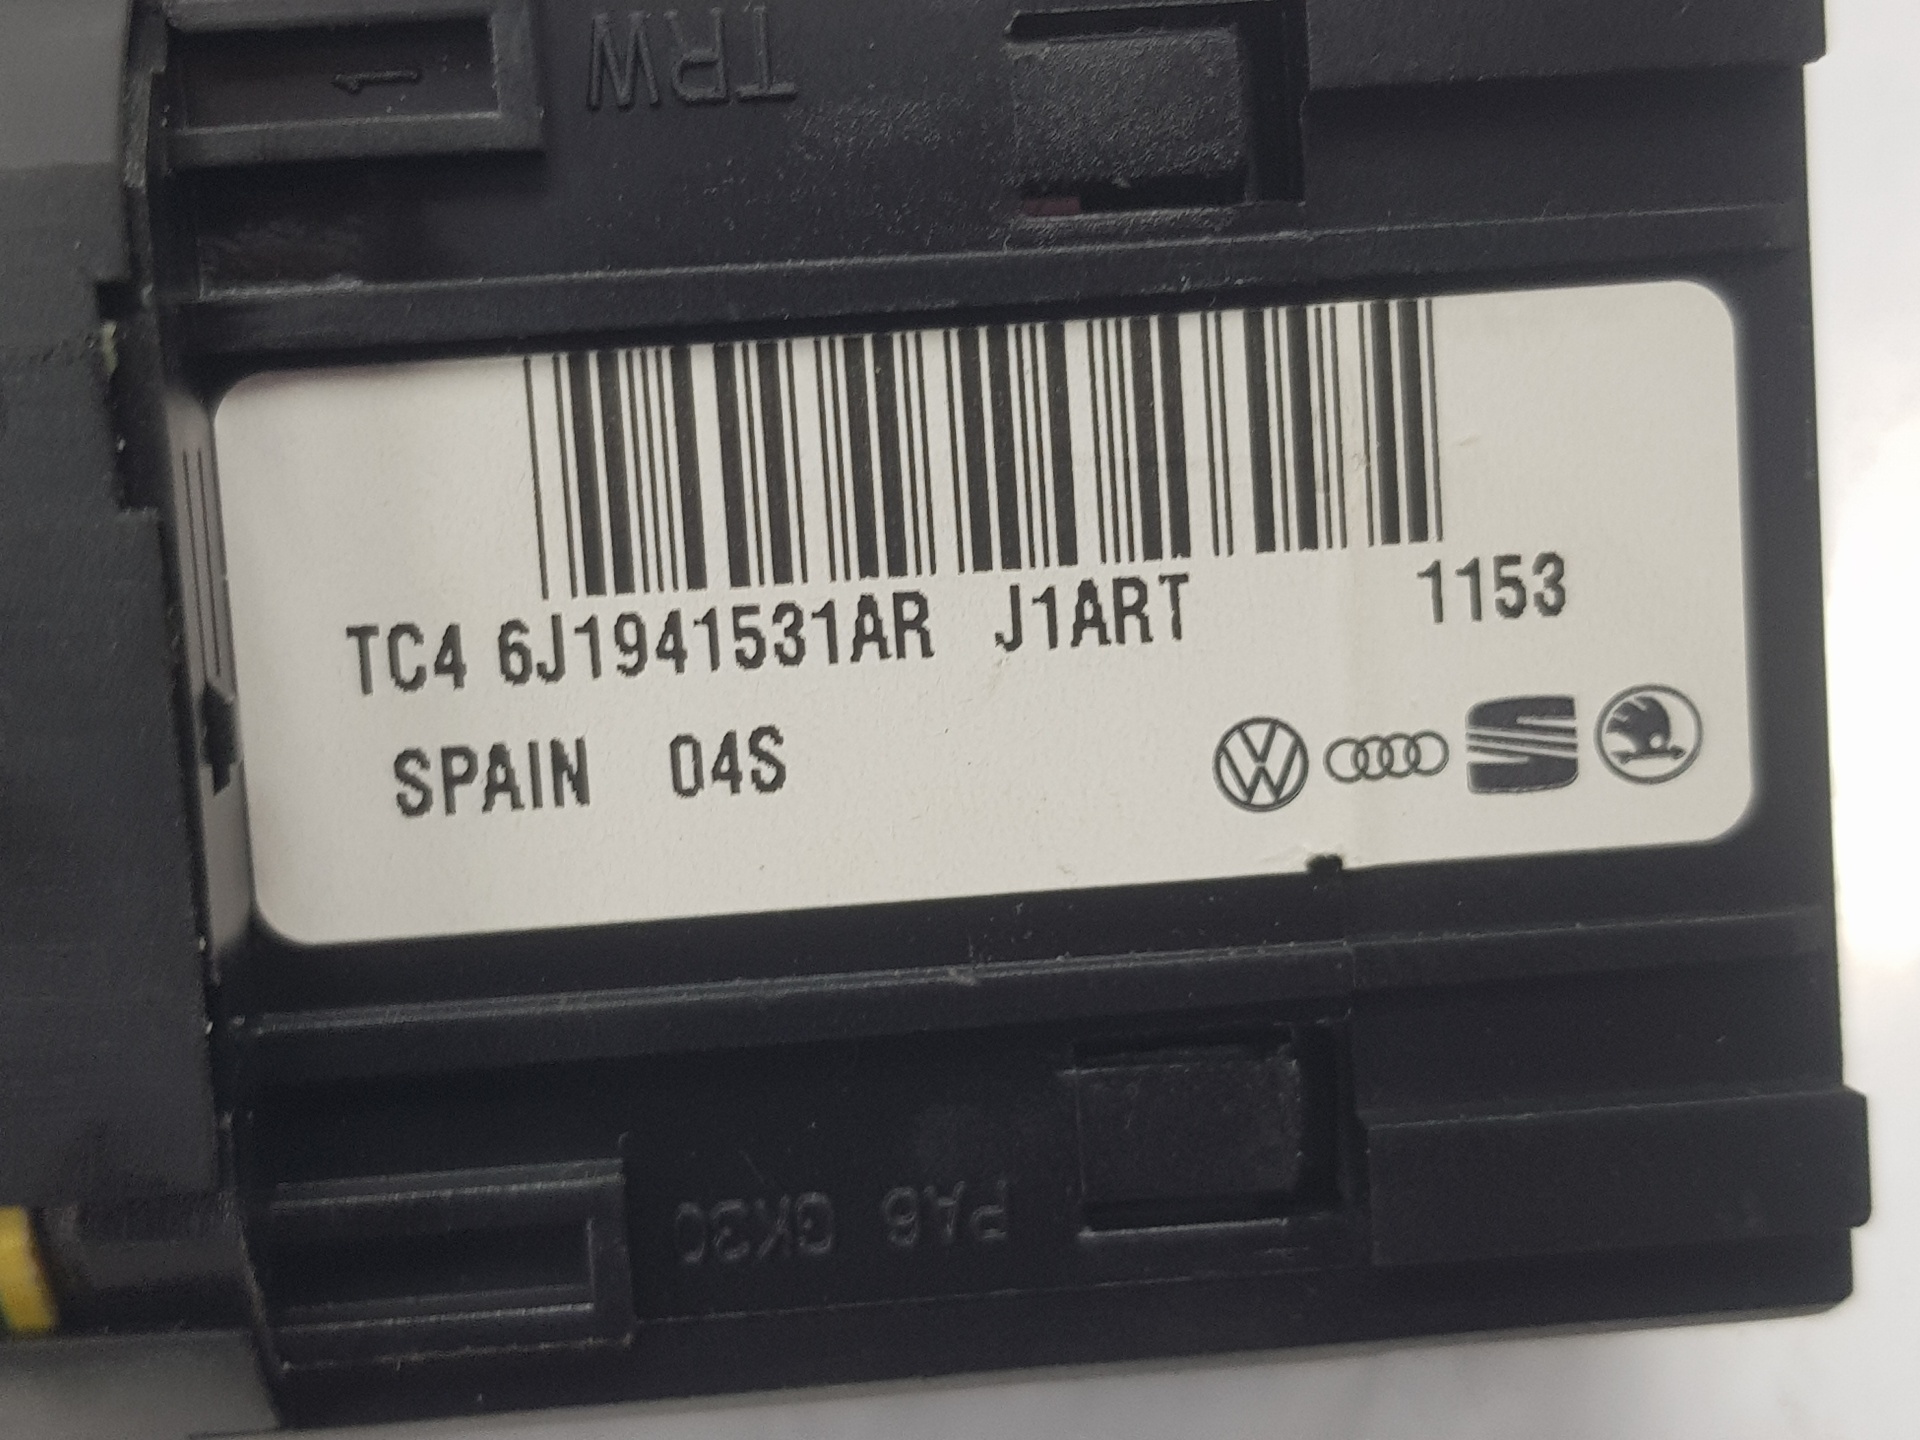 TRW
TC4 6J1941531AR J1ART 1153
SPAIN 04S
PA6 GK30